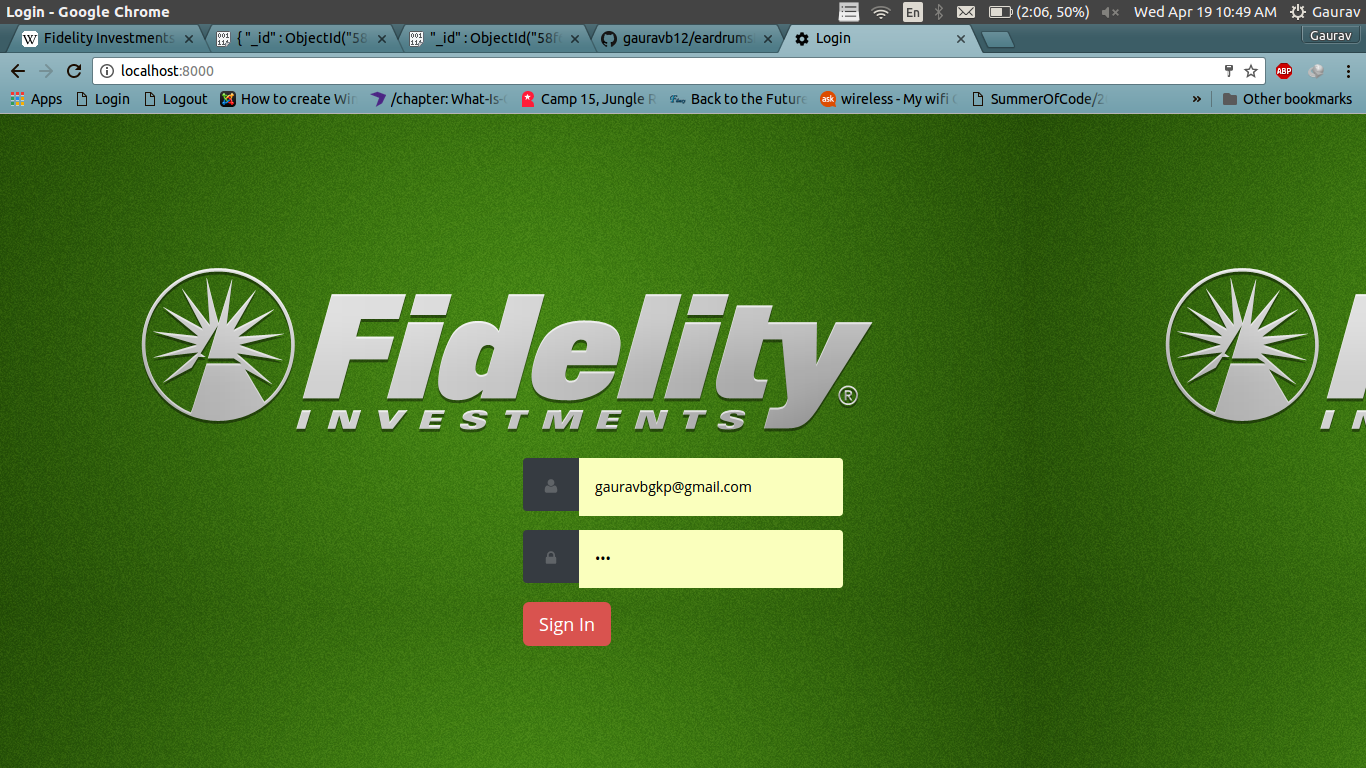 Login - Google Chrome
En
(2:06, 50%)
Wed Apr 19 10:49 AM
Gaurav
Fidelity Investments
{ "_id" : ObjectId("58
"_id" : ObjectId("58f
gauravb12/eardrums
Login
Gaurav
localhost:8000
ABP
Apps
Login
Logout
How to create Win
/chapter: What-Is-
Camp 15, Jungle R
Back to the Future
ask
wireless - My wifi
SummerOfCode/2
»
Other bookmarks
Fidelity
INVESTMENTS
®
gauravbgkp@gmail.com
•••
Sign In